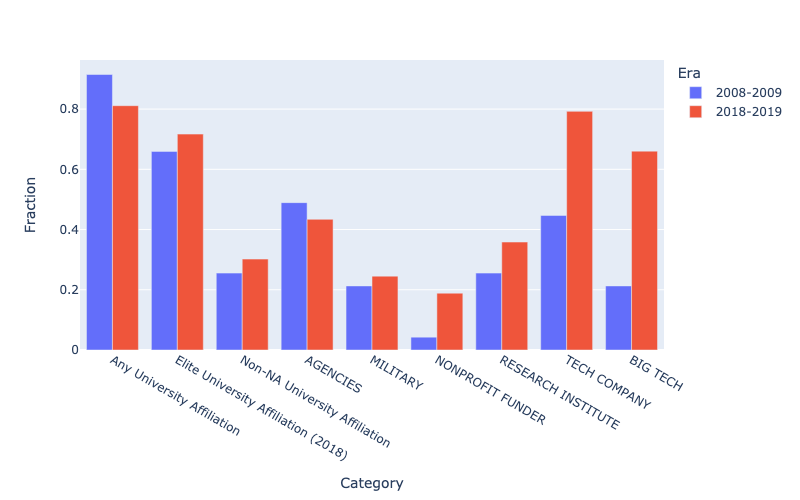 Era
2008-2009
2018-2019
Fraction
0.8
0.6
0.4
0.2
0
Any University Affiliation
Elite University Affiliation (2018)
Non-NA University Affiliation
AGENCIES
MILITARY
NONPROFIT FUNDER
RESEARCH INSTITUTE
TECH COMPANY
BIG TECH
Category